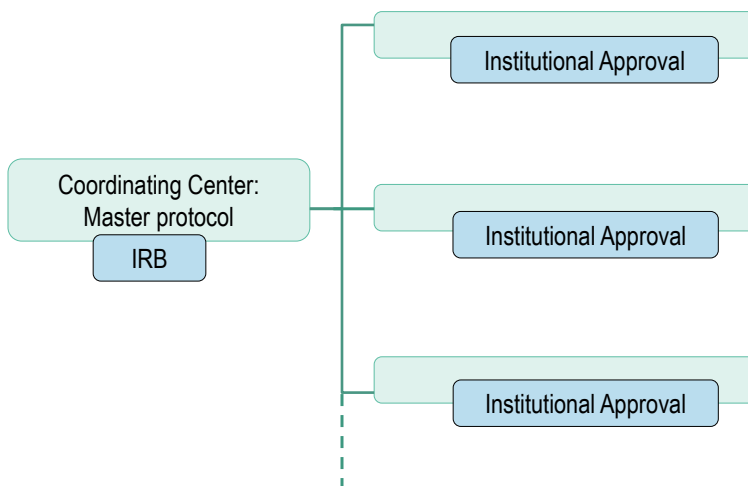 Institutional Approval
Coordinating Center:
Master protocol
IRB
Institutional Approval
Institutional Approval